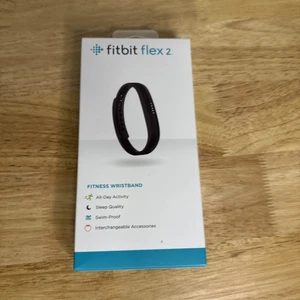 fitbit flex 2
FITNESS WRISTBAND
All-Day Activity
Sleep Quality
Swim-Proof
Interchangeable Accessories